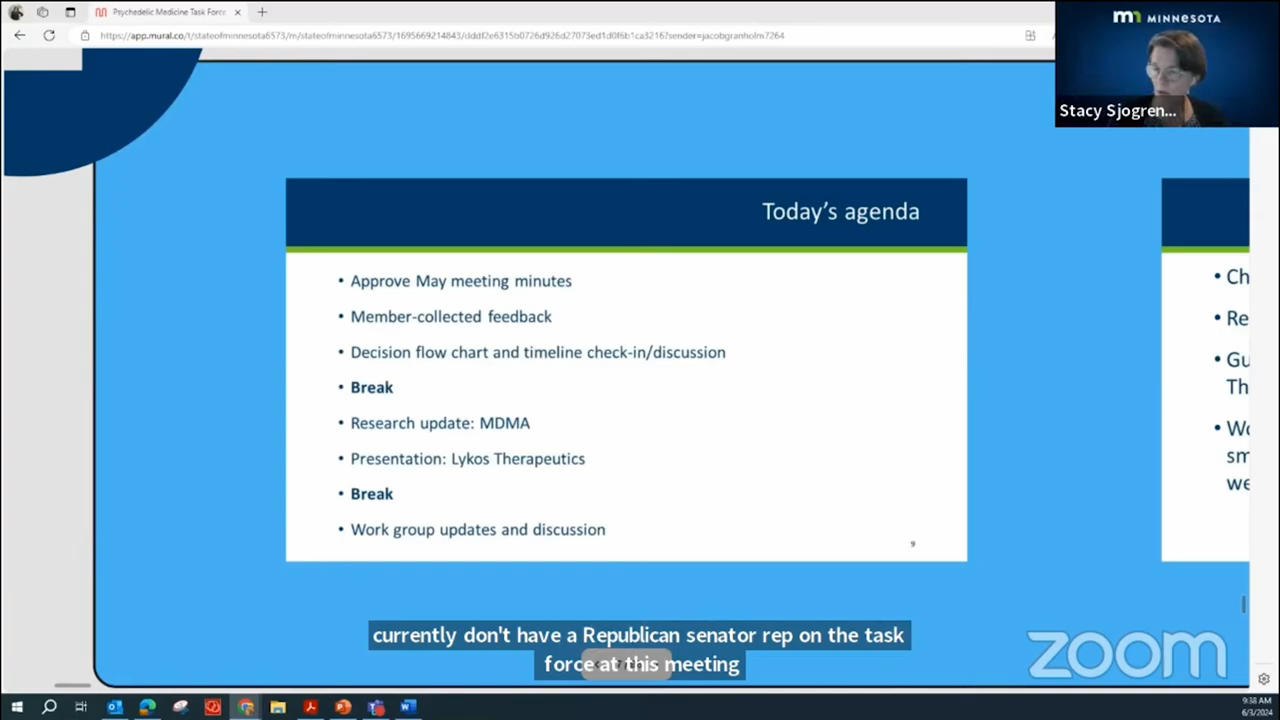 Psychedelic Medicine Task Forc
https://app.mural.co/t/stateofminnesota6573/m/stateofminnesota6573/1695669214843/dddf2e6315b0726d926d27073ed1d0f6b1ca3216?sender=jacobgranholm7264
MINNESOTA
Stacy Sjogren...
Today's agenda
• Approve May meeting minutes
• Member-collected feedback
• Decision flow chart and timeline check-in/discussion
• Break
• Research update: MDMA
• Presentation: Lykos Therapeutics
• Break
• Work group updates and discussion
9
• Ch
• Re
• Gu
Th
• Wo
sm
we
currently don't have a Republican senator rep on the task
force at this meeting
zoom
9:38 AM
6/3/2024